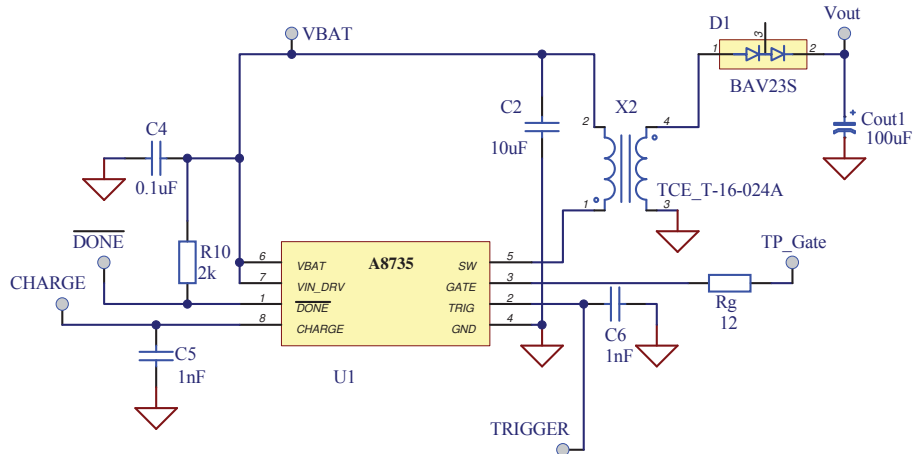 D1
Vout
VBAT
3
1
2
BAV23S
C2
X2
C4
2
4
Cout1
10uF
100uF
0.1uF
TCE_T-16-024A
DONE
1
3
R10
TP_Gate
2k
A8735
CHARGE
6
VBAT
SW
5
7
VIN_DRV
GATE
3
1
DONE
TRIG
2
Rg
8
CHARGE
GND
4
C6
12
C5
1nF
1nF
U1
TRIGGER